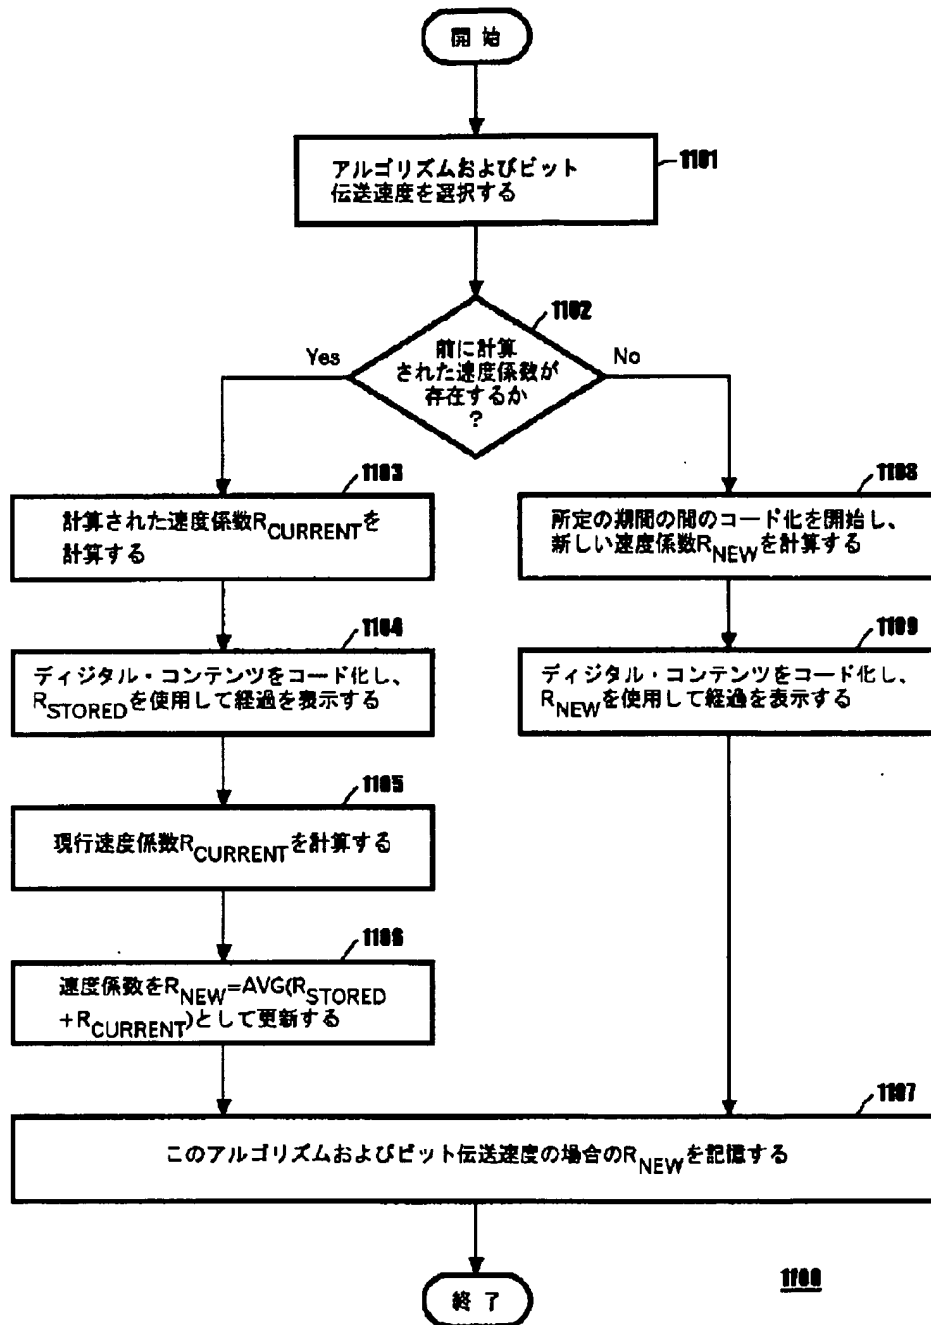 開始
アルゴリズムおよびビット
伝送速度を選択する
1101
1102
前に計算
された速度係数が
存在するか
?
Yes
No
1103
計算された速度係数RCURRENTを
計算する
1108
所定の期間の間のコード化を開始し、
新しい速度係数RNEWを計算する
1104
ディジタル・コンテンツをコード化し、
RSTOREDを使用して経過を表示する
1109
ディジタル・コンテンツをコード化し、
RNEWを使用して経過を表示する
1105
現行速度係数RCURRENTを計算する
1106
速度係数をRNEW=AVG(RSTORED
+RCURRENT)として更新する
1107
このアルゴリズムおよびビット伝送速度の場合のRNEWを記憶する
終了
1100